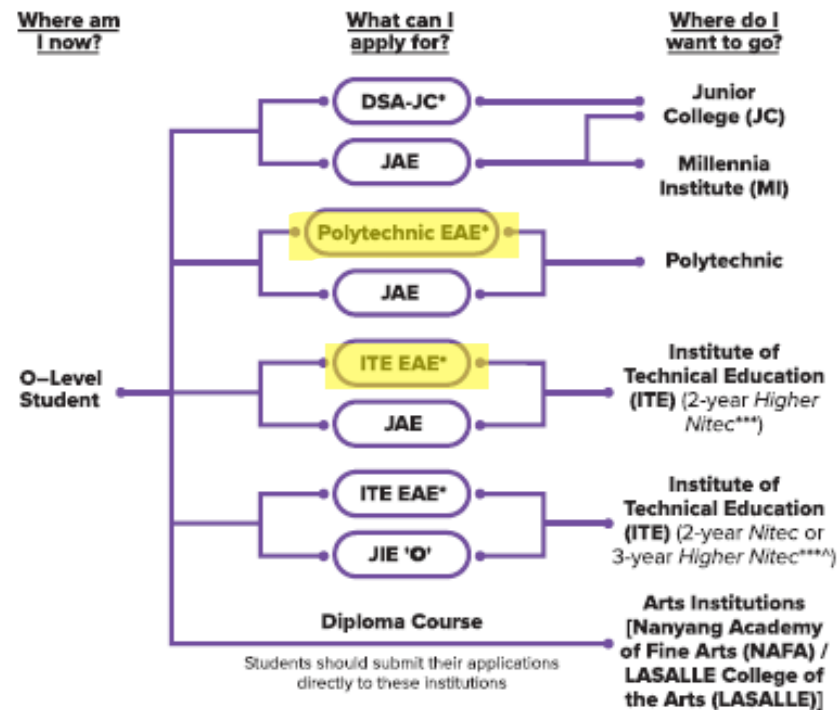 Where am
I now?
What can I
apply for?
Where do I
want to go?
O–Level
Student
DSA-JC*
JAE
Junior
College (JC)
Millennia
Institute (MI)
Polytechnic EAE*
JAE
Polytechnic
ITE EAE*
JAE
Institute of
Technical Education
(ITE) (2-year Higher
Nitec***)
ITE EAE*
JIE 'O'
Institute of
Technical Education
(ITE) (2-year Nitec or
3-year Higher Nitec***^)
Diploma Course
Students should submit their applications
directly to these institutions
Arts Institutions
[Nanyang Academy
of Fine Arts (NAFA) /
LASALLE College of
the Arts (LASALLE)]